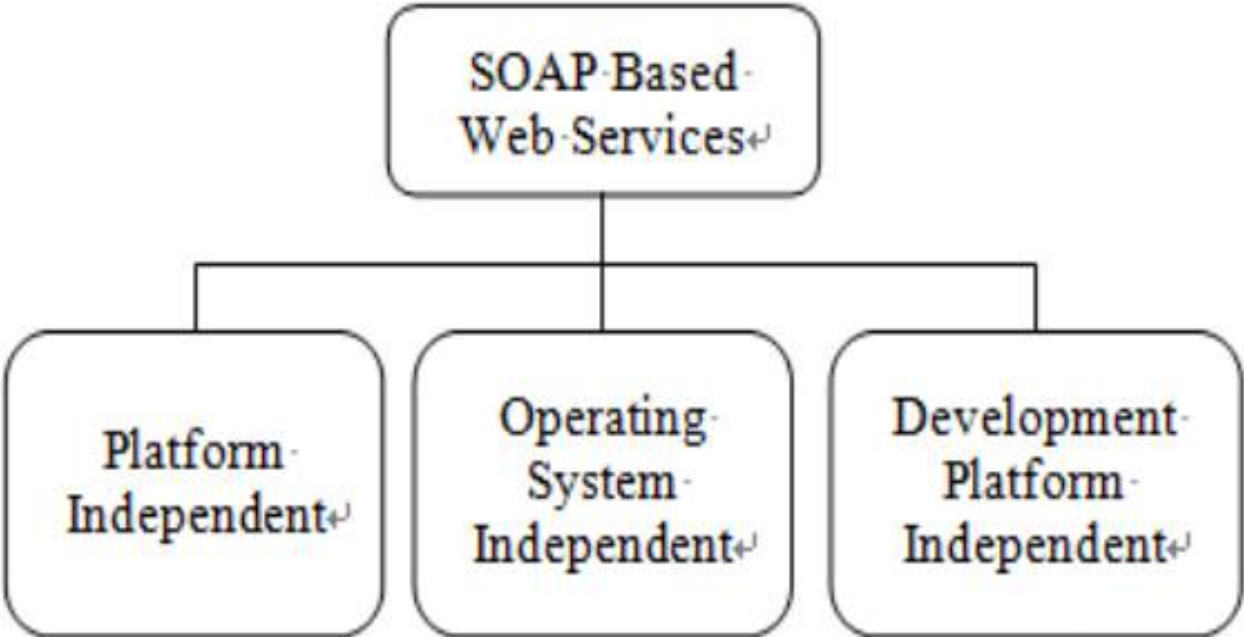 SOAP Based
Web Services
Platform
Independent
Operating
System
Independent
Development
Platform
Independent